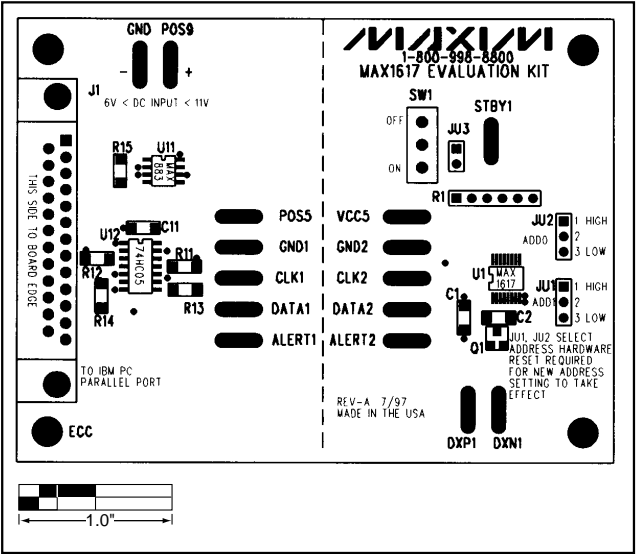 GND POS9
- +
6V < DC INPUT < 11V
J1
MAXIM
1-800-998-8800
MAX1617 EVALUATION KIT
SW1
OFF
ON
JU3
STBY1
R15
U11
MAX
883
R1
THIS SIDE TO BOARD EDGE
U12
C11
74HC05
R12
R11
R14
R13
POS5 VCC5
GND1 GND2
CLK1 CLK2
DATA1 DATA2
ALERT1 ALERT2
JU2
1 HIGH
ADD0 2
3 LOW
U1
MAX
1617
JU1
1 HIGH
ADD1 2
3 LOW
C1
C2
Q1
JU1, JU2 SELECT
ADDRESS HARDWARE
RESET REQUIRED
FOR NEW ADDRESS
SETTING TO TAKE
EFFECT
TO IBM PC
PARALLEL PORT
REV-A 7/97
MADE IN THE USA
ECC
DXP1 DXN1
1.0"